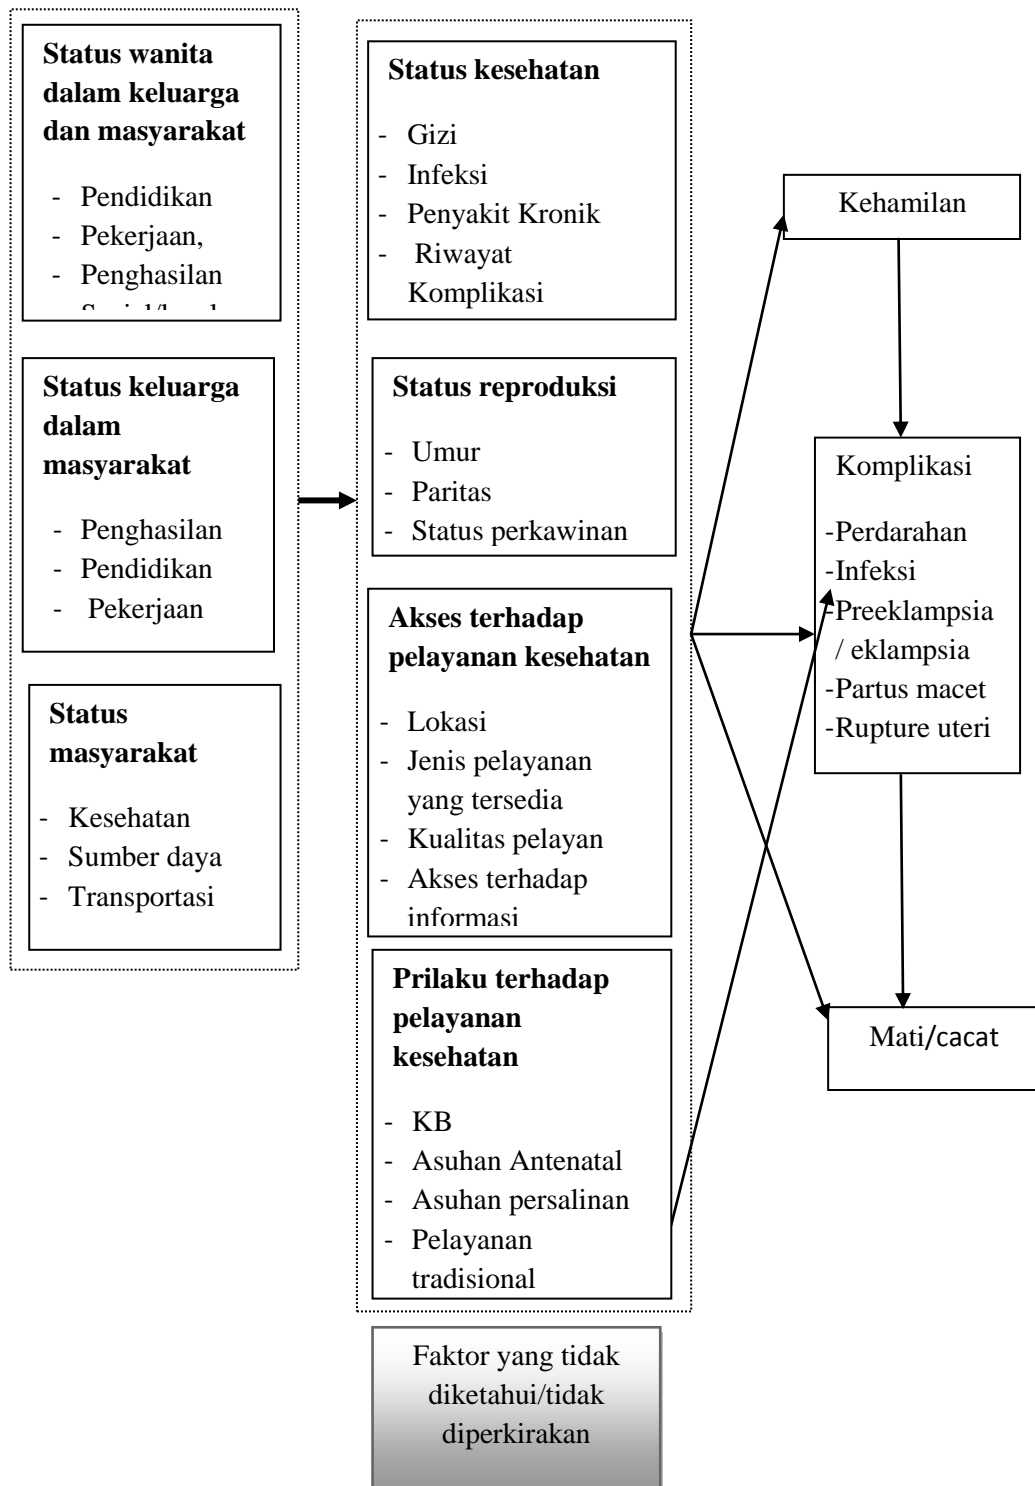 Status wanita
dalam keluarga
dan masyarakat
- Pendidikan
- Pekerjaan,
- Penghasilan
Status keluarga
dalam
masyarakat
- Penghasilan
- Pendidikan
- Pekerjaan
Status
masyarakat
- Kesehatan
- Sumber daya
- Transportasi
Status kesehatan
- Gizi
- Infeksi
- Penyakit Kronik
- Riwayat
Komplikasi
Status reproduksi
- Umur
- Paritas
- Status perkawinan
Akses terhadap
pelayanan kesehatan
- Lokasi
- Jenis pelayanan
yang tersedia
- Kualitas pelayan
- Akses terhadap
informasi
Prilaku terhadap
pelayanan
kesehatan
- KB
- Asuhan Antenatal
- Asuhan persalinan
- Pelayanan
tradisional
Faktor yang tidak
diketahui/tidak
diperkirakan
Kehamilan
Komplikasi
-Perdarahan
-Infeksi
-Preeklampsia
/ eklampsia
-Partus macet
-Rupture uteri
Mati/cacat